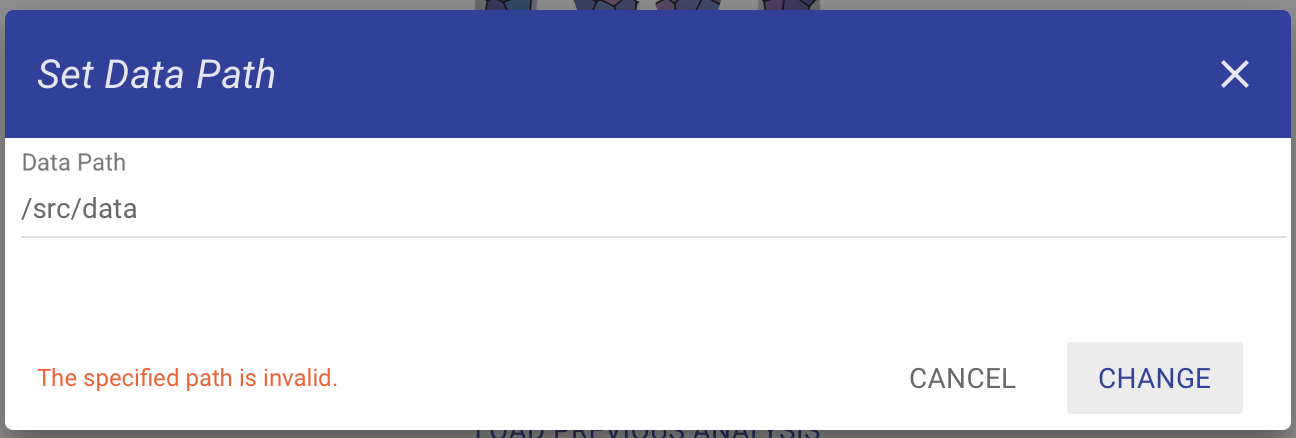 Set Data Path
Data Path
/src/data
The specified path is invalid.
CANCEL
CHANGE
LOAD PREVIOUS ANALYSIS